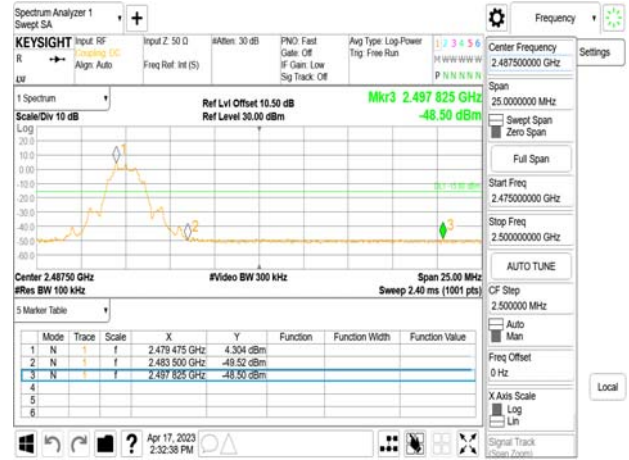 Spectrum Analyzer 1
Swept SA
+
Frequency
KEYSIGHT
Input: RF
Coupling: DC
Align: Auto
Input Z: 50 Ω
Freq Ref: Int (S)
#Atten: 30 dB
PNO: Fast
Gate: Off
IF Gain: Low
Sig Track: Off
Avg Type: Log-Power
Trig: Free Run
1 2 3 4 5 6
M W W W W W
P N N N N N
R
LVI
1 Spectrum
Scale/Div 10 dB
Ref Lvl Offset 10.50 dB
Ref Level 30.00 dBm
Mkr3 2.497 825 GHz
-48.50 dBm
Log
20.0
10.0
0.00
-10.0
-20.0
-30.0
-40.0
-50.0
-60.0
1
2
3
Center 2.48750 GHz
#Res BW 100 kHz
#Video BW 300 kHz
Span 25.00 MHz
Sweep 2.40 ms (1001 pts)
5 Marker Table
Mode Trace Scale X Y Function Function Width Function Value
1 N 1 f 2.479 475 GHz 4.304 dBm
2 N 1 f 2.483 500 GHz -49.52 dBm
3 N 1 f 2.497 825 GHz -48.50 dBm
4
5
6
?
Apr 17, 2023
2:32:38 PM
Center Frequency
2.487500000 GHz
Settings
Span
25.0000000 MHz
Swept Span
Zero Span
Full Span
Start Freq
2.475000000 GHz
Stop Freq
2.500000000 GHz
AUTO TUNE
CF Step
2.500000 MHz
Auto
Man
Freq Offset
0 Hz
X Axis Scale
Log
Lin
Local
Signal Track
(Span Zoom)